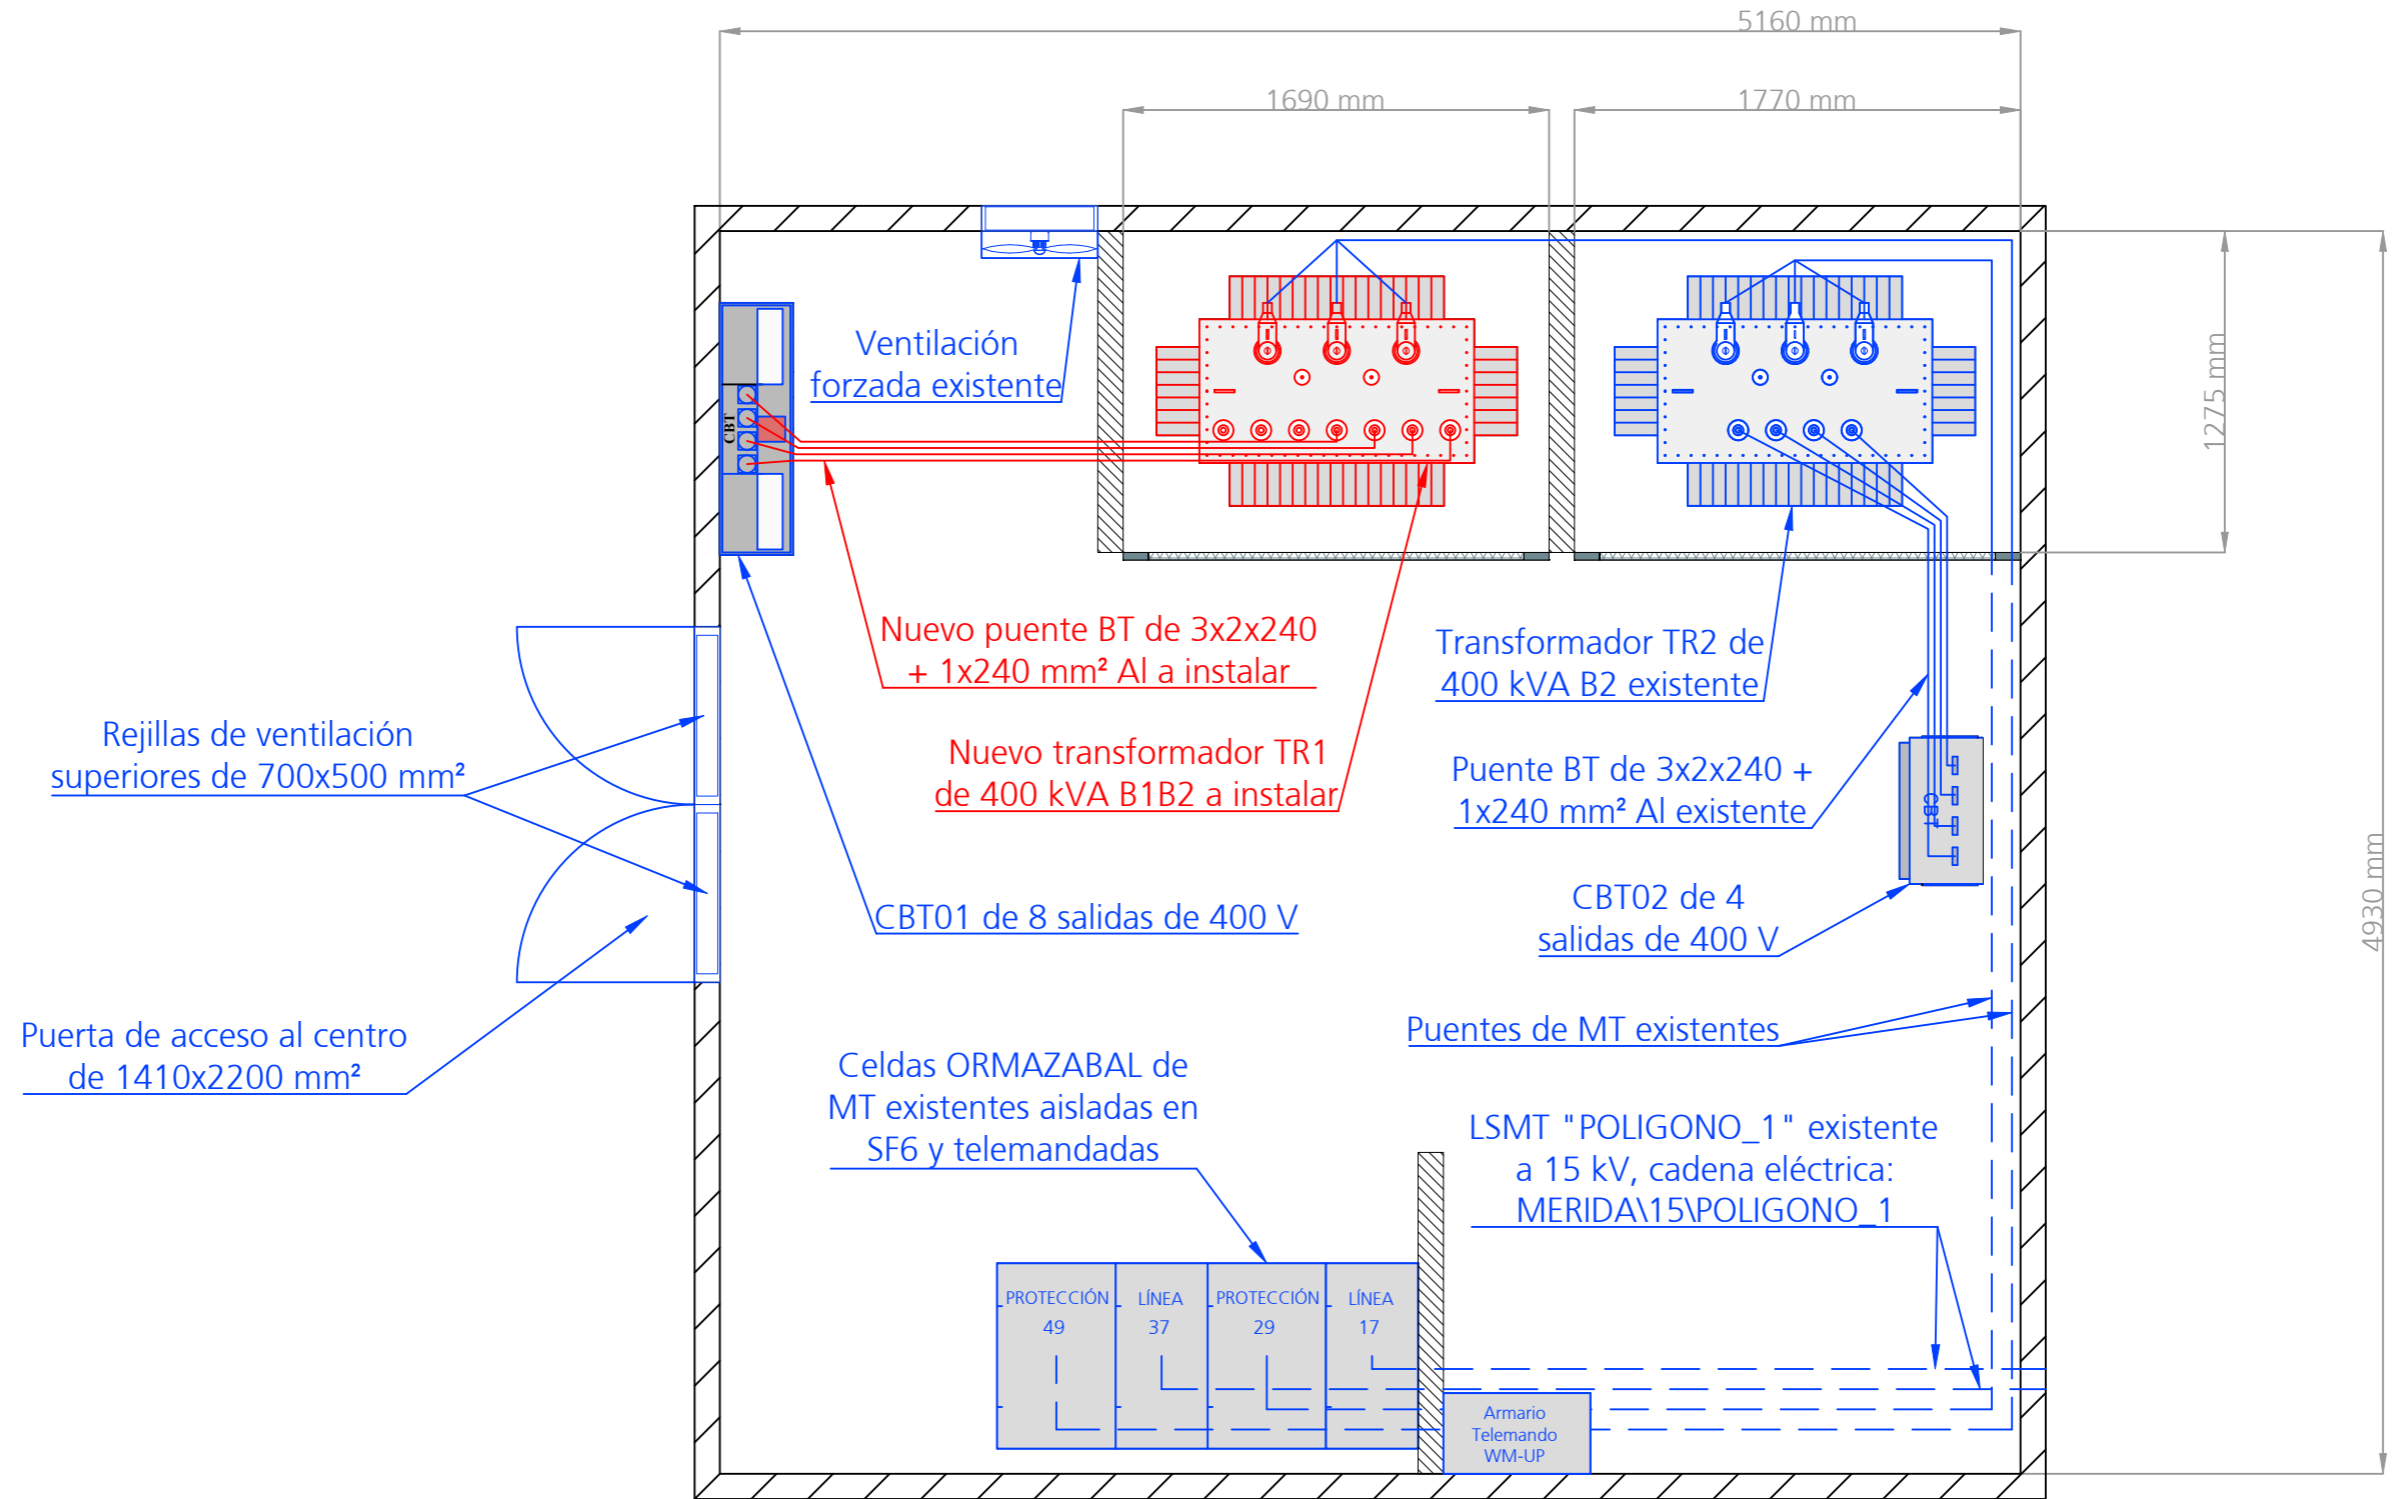 5160 mm
1690 mm
1770 mm
Ventilación
forzada existente
1275 mm
CBT
Nuevo puente BT de 3x2x240
+ 1x240 mm² Al a instalar
Transformador TR2 de
400 kVA B2 existente
Rejillas de ventilación
superiores de 700x500 mm²
Nuevo transformador TR1
de 400 kVA B1B2 a instalar
Puente BT de 3x2x240 +
1x240 mm² Al existente
CBT
4930 mm
CBT01 de 8 salidas de 400 V
CBT02 de 4
salidas de 400 V
Puerta de acceso al centro
de 1410x2200 mm²
Puentes de MT existentes
Celdas ORMAZABAL de
MT existentes aisladas en
SF6 y telemandadas
LSMT "POLIGONO_1" existente
a 15 kV, cadena eléctrica:
MERIDA\15\POLIGONO_1
PROTECCIÓN
49
LÍNEA
37
PROTECCIÓN
29
LÍNEA
17
Armario
Telemando
WM-UP